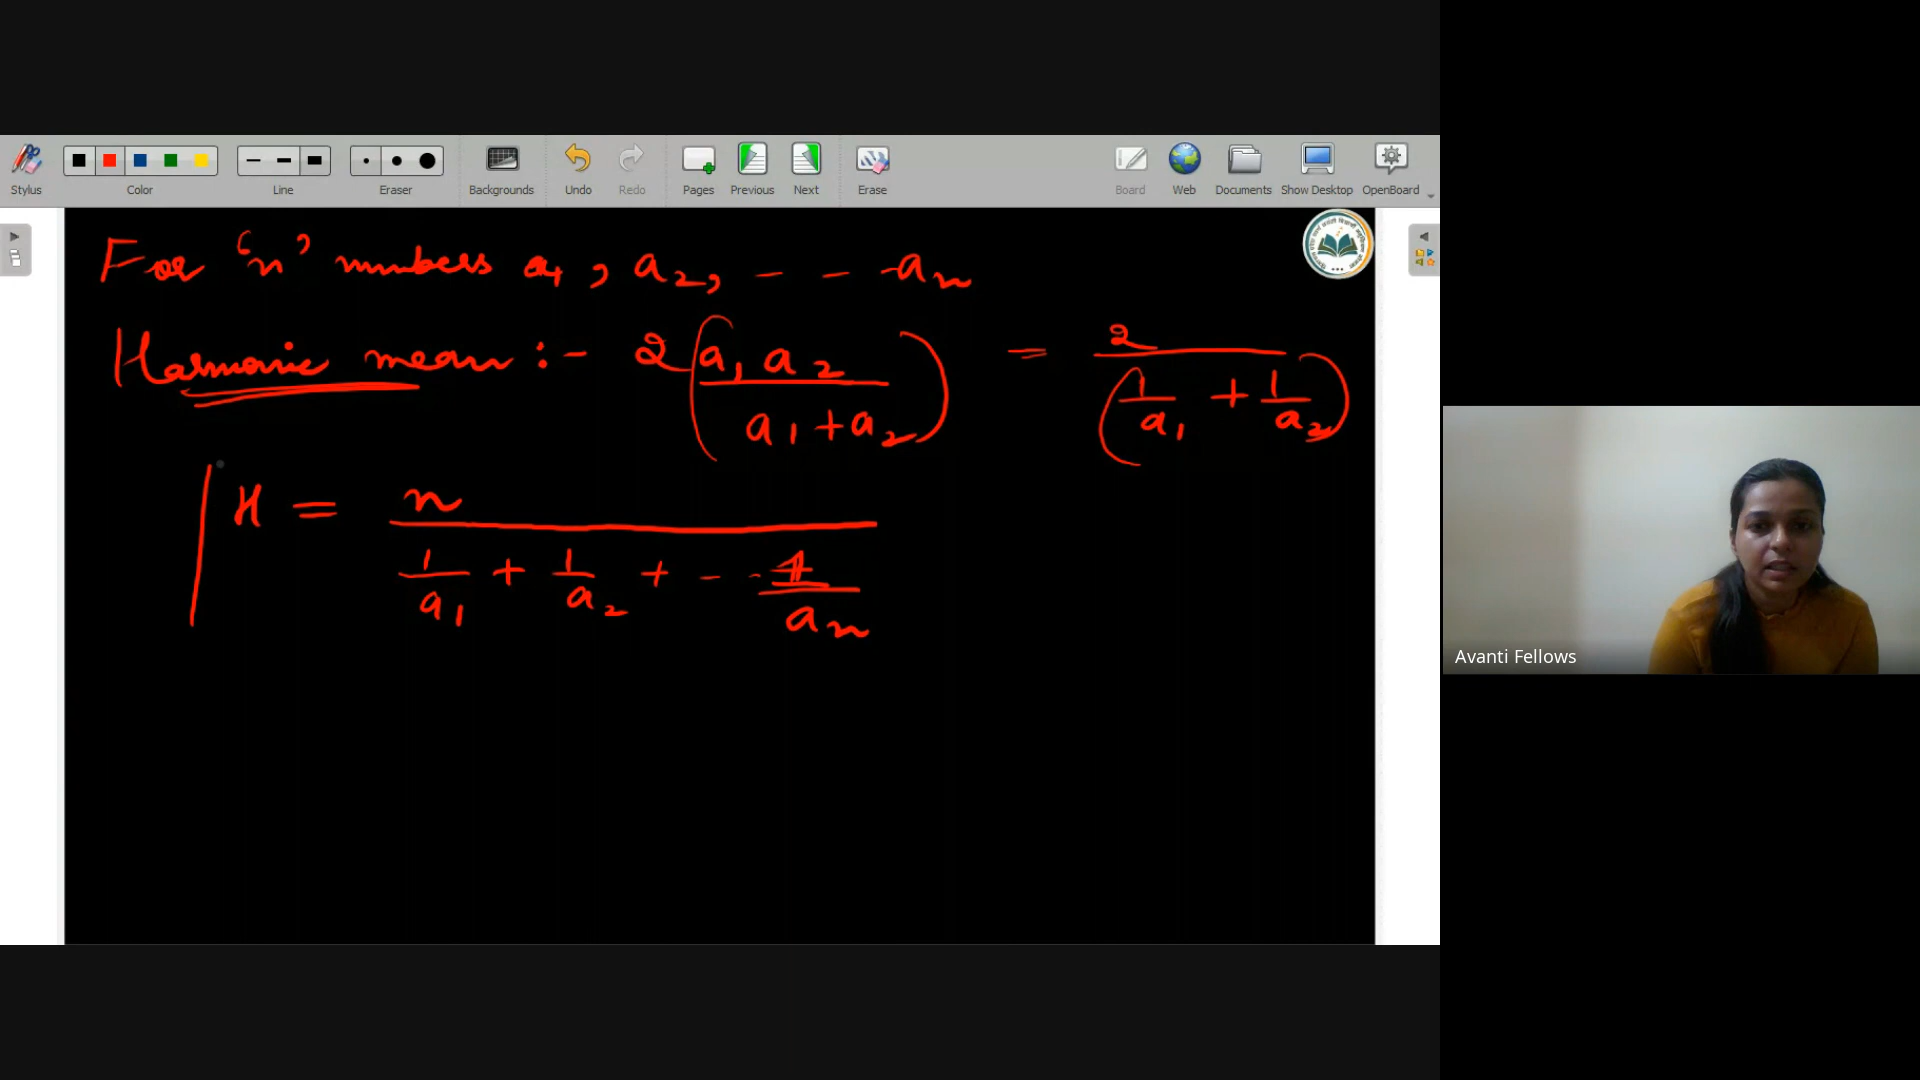 Stylus Color Line Eraser Backgrounds Undo Redo Pages Previous Next Erase Board Web Documents Show Desktop OpenBoard
For 'n' numbers a₁, a₂, - - -aₙ
Harmonic mean :- 2(a₁ a₂ / a₁+a₂) = 2 / (1/a₁ + 1/a₂)
H = n / 1/a₁ + 1/a₂ + - - 1/aₙ
Avanti Fellows